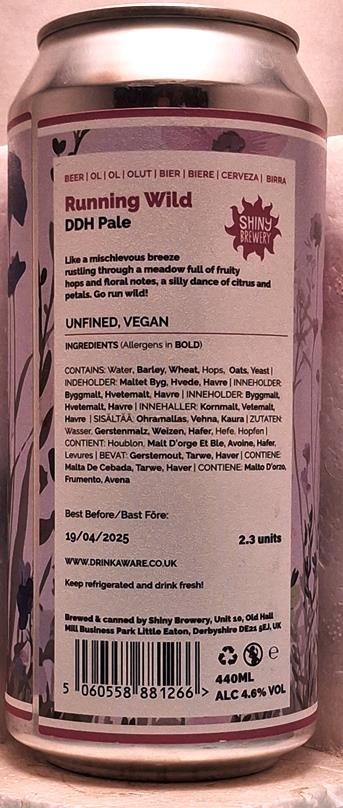 BEER | OL | OL | OLUT | BIER | BIERE | CERVEZA | BIRRA
Running Wild
DDH Pale
SHINY
BREWERY
Like a mischievous breeze
rustling through a meadow full of fruity
hops and floral notes, a silly dance of citrus and
petals. Go run wild!
UNFINED, VEGAN
INGREDIENTS (Allergens in BOLD)
CONTAINS: Water, Barley, Wheat, Hops, Oats, Yeast |
INDEHOLDER: Maltet Byg, Hvede, Havre | INNEHOLDER:
Byggmalt, Hvetemalt, Havre | INNEHOLDER: Byggmalt,
Hvetemalt, Havre | INNEHALLER: Kornmalt, Vetemalt,
Havre | SISÄLTÄÄ: Ohramallas, Vehna, Kaura | ZUTATEN:
Wasser, Gerstenmalz, Weizen, Hafer, Hefe, Hopfen |
CONTIENT: Houblon, Malt D'orge Et Ble, Avoine, Hafer,
Levures | BEVAT: Gerstemout, Tarwe, Haver | CONTIENE:
Malta De Cebada, Tarwe, Haver | CONTIENE: Malto D'orzo,
Frumento, Avena
Best Before/Bast Före:
19/04/2025 2.3 units
WWW.DRINKAWARE.CO.UK
Keep refrigerated and drink fresh!
Brewed & canned by Shiny Brewery, Unit 10, Old Hall
Mill Business Park Little Eaton, Derbyshire DE21 5EJ, UK
5 060558 881266 >
e
440ML
ALC 4.6% VOL